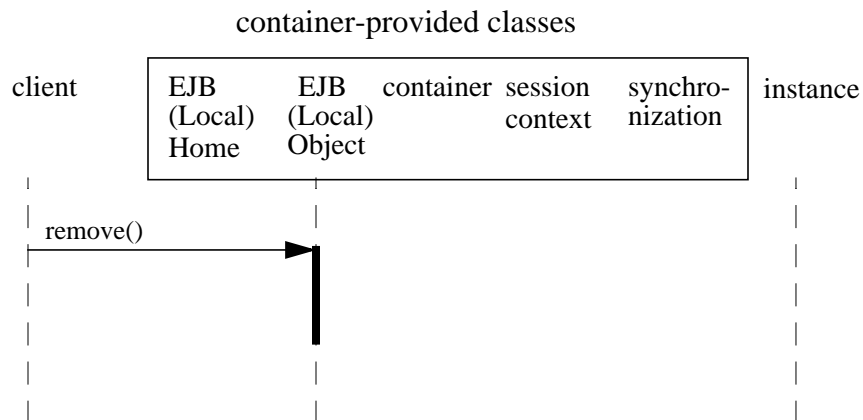 container-provided classes
client
EJB
(Local)
Home
EJB
(Local)
Object
container
session
context
synchro-
nization
instance
remove()